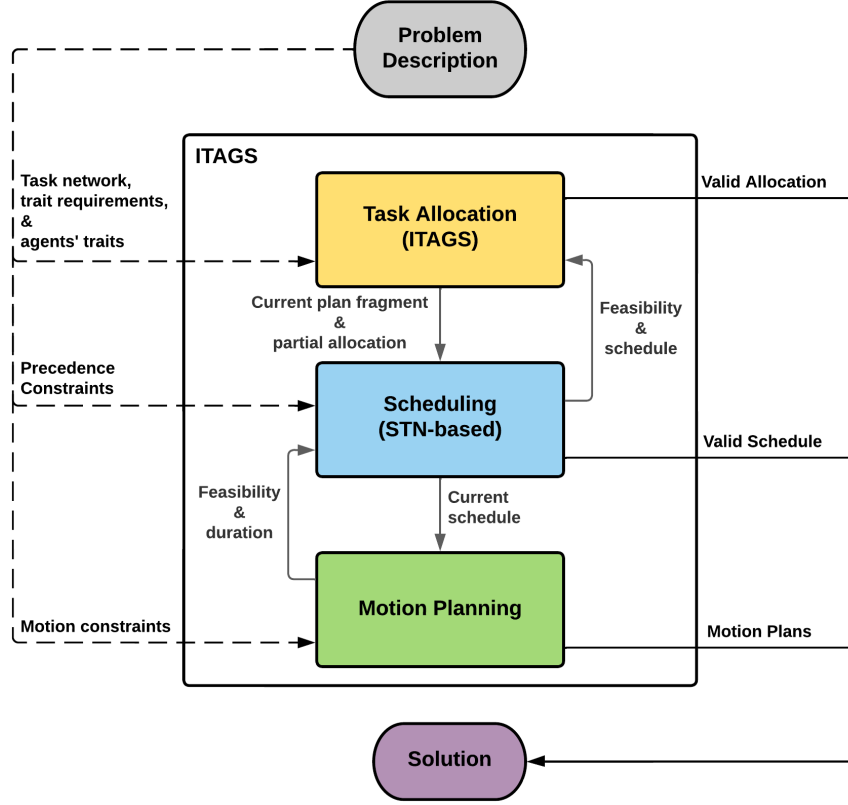 Problem
Description
ITAGS
Task network,
trait requirements,
&
agents' traits
Task Allocation
(ITAGS)
Valid Allocation
Current plan fragment
&
partial allocation
Feasibility
&
schedule
Precedence
Constraints
Scheduling
(STN-based)
Valid Schedule
Feasibility
&
duration
Current
schedule
Motion constraints
Motion Planning
Motion Plans
Solution